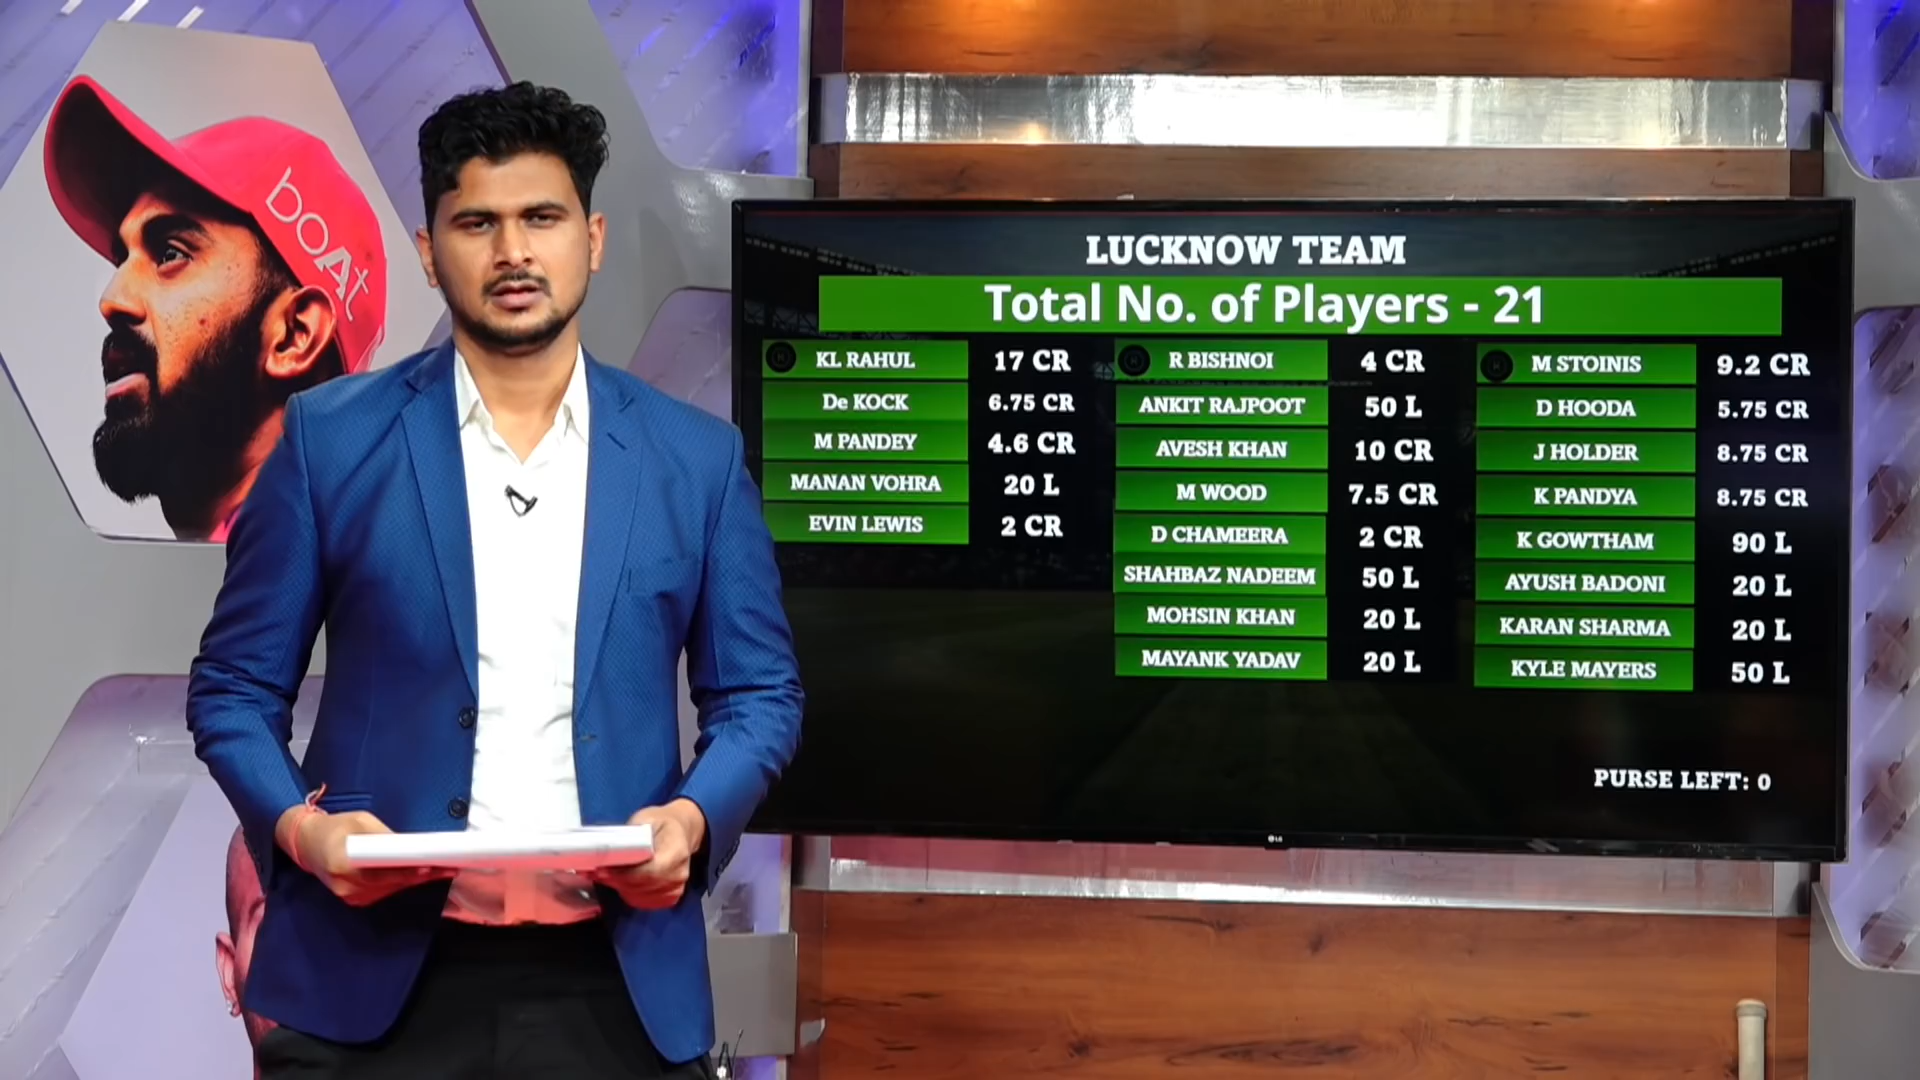 boAt
LUCKNOW TEAM
Total No. of Players - 21
KL RAHUL 17 CR
De KOCK 6.75 CR
M PANDEY 4.6 CR
MANAN VOHRA 20 L
EVIN LEWIS 2 CR
R BISHNOI 4 CR
ANKIT RAJPOOT 50 L
AVESH KHAN 10 CR
M WOOD 7.5 CR
D CHAMEERA 2 CR
SHAHBAZ NADEEM 50 L
MOHSIN KHAN 20 L
MAYANK YADAV 20 L
M STOINIS 9.2 CR
D HOODA 5.75 CR
J HOLDER 8.75 CR
K PANDYA 8.75 CR
K GOWTHAM 90 L
AYUSH BADONI 20 L
KARAN SHARMA 20 L
KYLE MAYERS 50 L
PURSE LEFT: 0
LG